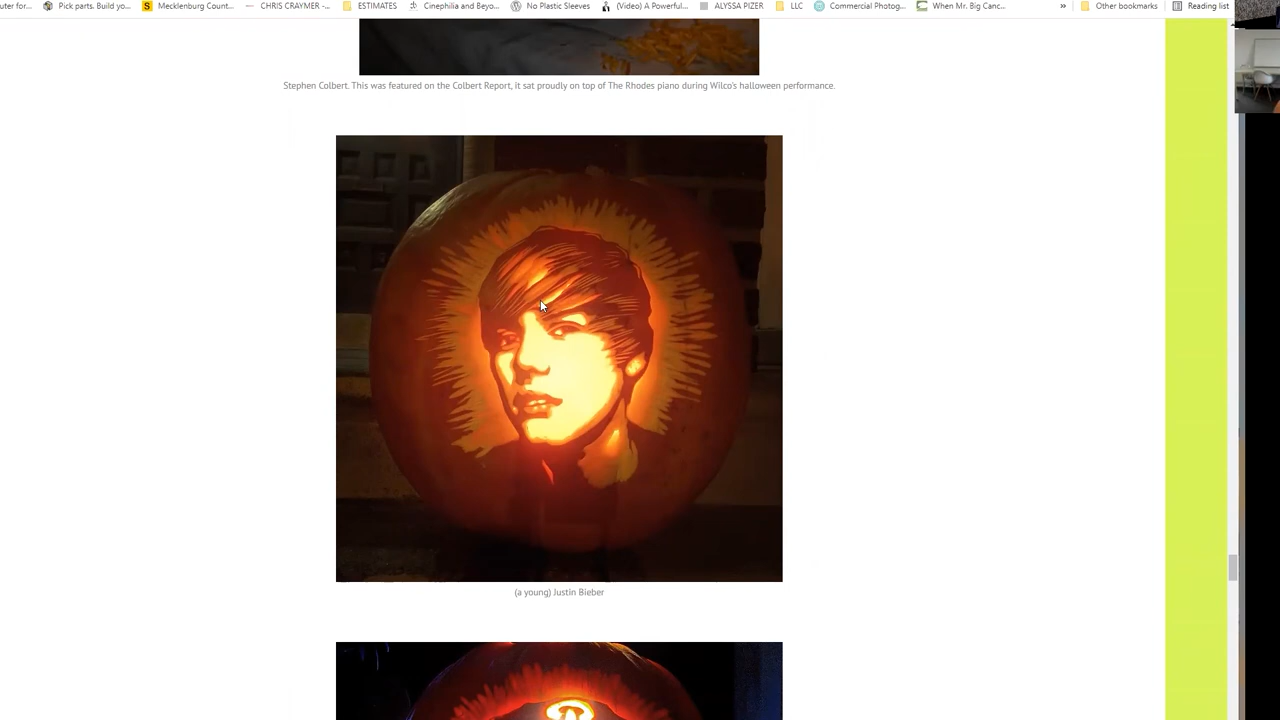 uter for...
Pick parts. Build yo...
Mecklenburg Count...
CHRIS CRAYMER -...
ESTIMATES
Cinephilia and Beyo...
No Plastic Sleeves
(Video) A Powerful...
ALYSSA PIZER
LLC
Commercial Photog...
When Mr. Big Canc...
»
Other bookmarks
Reading list
Stephen Colbert. This was featured on the Colbert Report, it sat proudly on top of The Rhodes piano during Wilco's halloween performance.
(a young) Justin Bieber